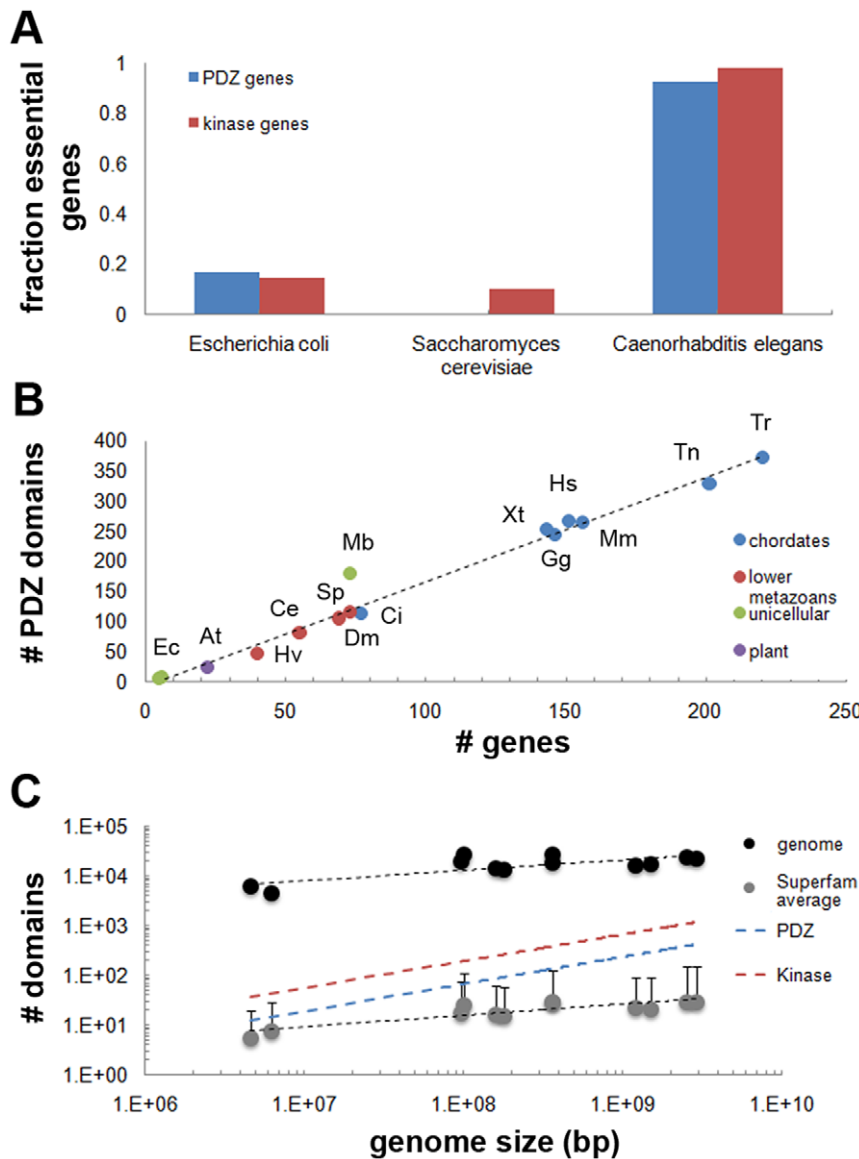 A
fraction essential
genes
1
0.8
0.6
0.4
0.2
0
PDZ genes
kinase genes
Escherichia coli
Saccharomyces
cerevisiae
Caenorhabditis elegans
B
# PDZ domains
400
350
300
250
200
150
100
50
0
Ec
At
Hv
Ce
Sp
Dm
Mb
Ci
Xt
Gg
Hs
Mm
Tn
Tr
chordates
lower
metazoans
unicellular
plant
0
50
100
150
200
250
# genes
C
# domains
1.E+05
1.E+04
1.E+03
1.E+02
1.E+01
1.E+00
genome
Superfam
average
PDZ
Kinase
1.E+06
1.E+07
1.E+08
1.E+09
1.E+10
genome size (bp)